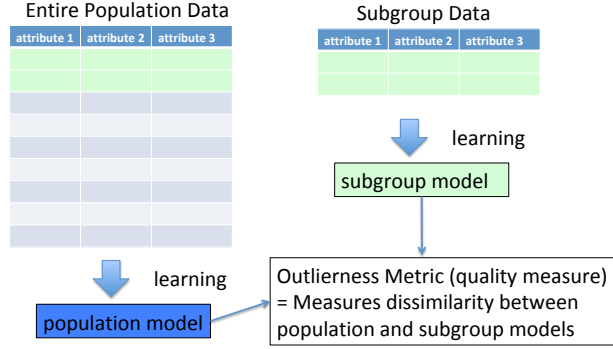 Entire Population Data
attribute 1 attribute 2 attribute 3
learning
population model
Subgroup Data
attribute 1 attribute 2 attribute 3
learning
subgroup model
Outlierness Metric (quality measure)
= Measures dissimilarity between
population and subgroup models